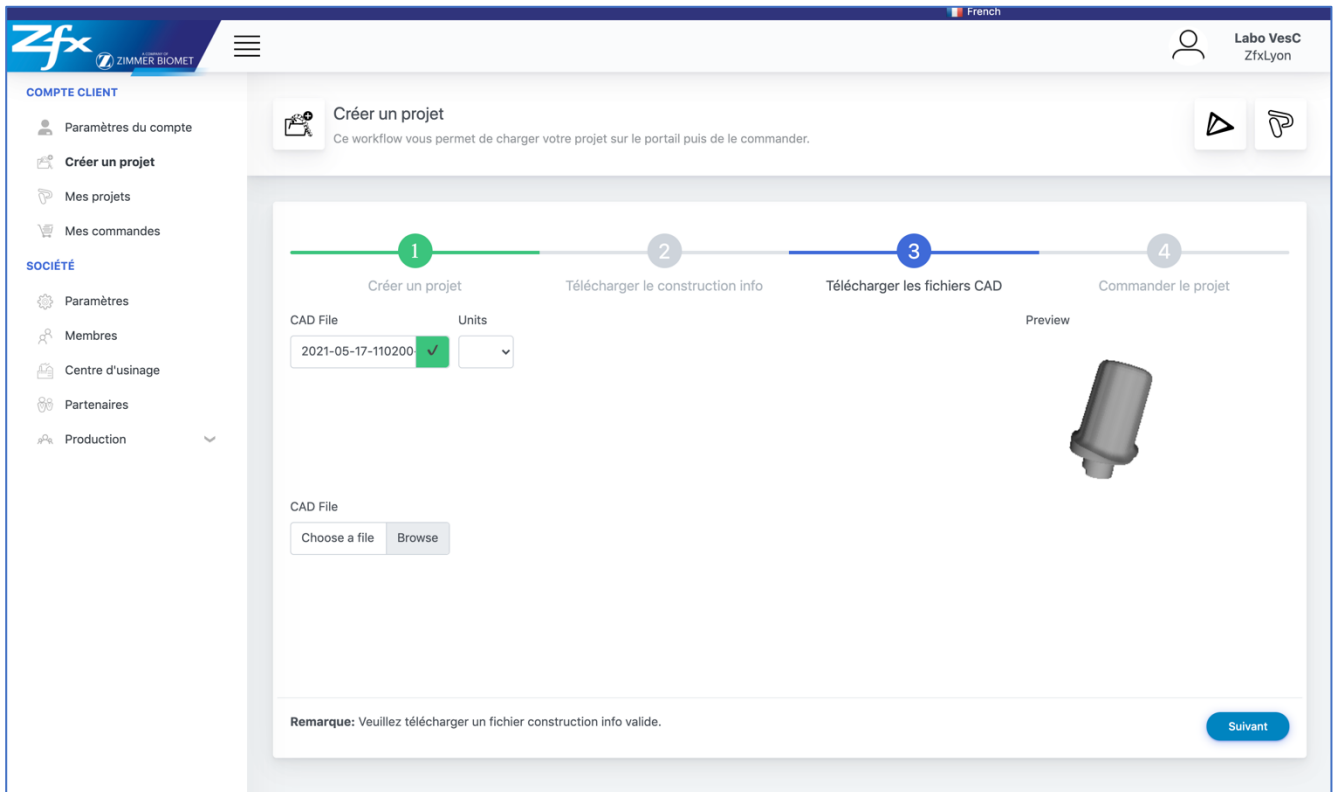 French
Zfx
A COMPANY OF
ZIMMER BIOMET
Labo VesC
ZfxLyon
COMPTE CLIENT
Paramètres du compte
Créer un projet
Mes projets
Mes commandes
SOCIÉTÉ
Paramètres
Membres
Centre d'usinage
Partenaires
Production
Créer un projet
Ce workflow vous permet de charger votre projet sur le portail puis de le commander.
1 2 3 4
Créer un projet Télécharger le construction info Télécharger les fichiers CAD Commander le projet
CAD File Units Preview
2021-05-17-110200-
CAD File
Choose a file Browse
Remarque: Veuillez télécharger un fichier construction info valide.
Suivant